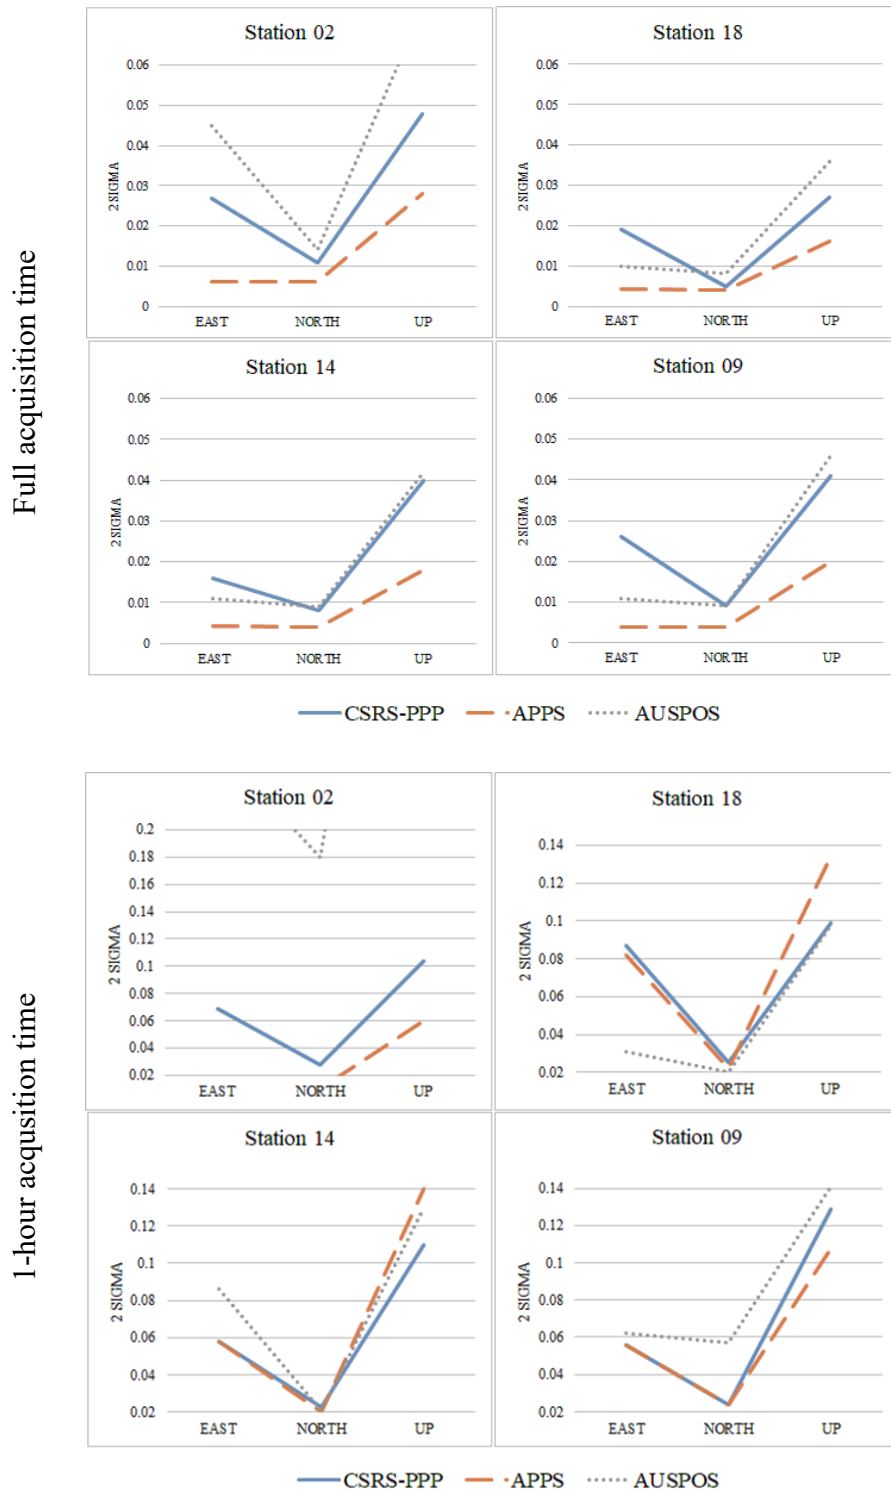 Full acquisition time
Station 02
0.06
0.05
0.04
0.03
0.02
0.01
0
2 SIGMA
EAST NORTH UP
Station 18
0.06
0.05
0.04
0.03
0.02
0.01
0
2 SIGMA
EAST NORTH UP
Station 14
0.06
0.05
0.04
0.03
0.02
0.01
0
2 SIGMA
EAST NORTH UP
Station 09
0.06
0.05
0.04
0.03
0.02
0.01
0
2 SIGMA
EAST NORTH UP
CSRS-PPP APPS AUSPOS
1-hour acqusition time
Station 02
0.2
0.18
0.16
0.14
0.12
0.1
0.08
0.06
0.04
0.02
2 SIGMA
EAST NORTH UP
Station 18
0.14
0.12
0.1
0.08
0.06
0.04
0.02
2 SIGMA
EAST NORTH UP
Station 14
0.14
0.12
0.1
0.08
0.06
0.04
0.02
2 SIGMA
EAST NORTH UP
Station 09
0.14
0.12
0.1
0.08
0.06
0.04
0.02
2 SIGMA
EAST NORTH UP
CSRS-PPP APPS AUSPOS